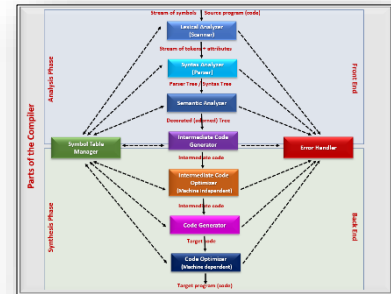 Stream of symbols Source program (code)
Lexical Analyzer
[Scanner]
Stream of tokens + attributes
Syntax Analyzer
[Parser]
Parser Tree / Syntax Tree
Semantic Analyzer
Decorated Tree
Intermediate Code
Generator
Symbol Table
Manager
Error Handler
Intermediate code
Intermediate Code
Optimizer
(Machine independent)
Intermediate code
Code Generator
Target code
Code Optimizer
(Machine dependent)
Target program (code)
Parts of the Compiler
Analysis Phase
Synthesis Phase
Front End
Back End